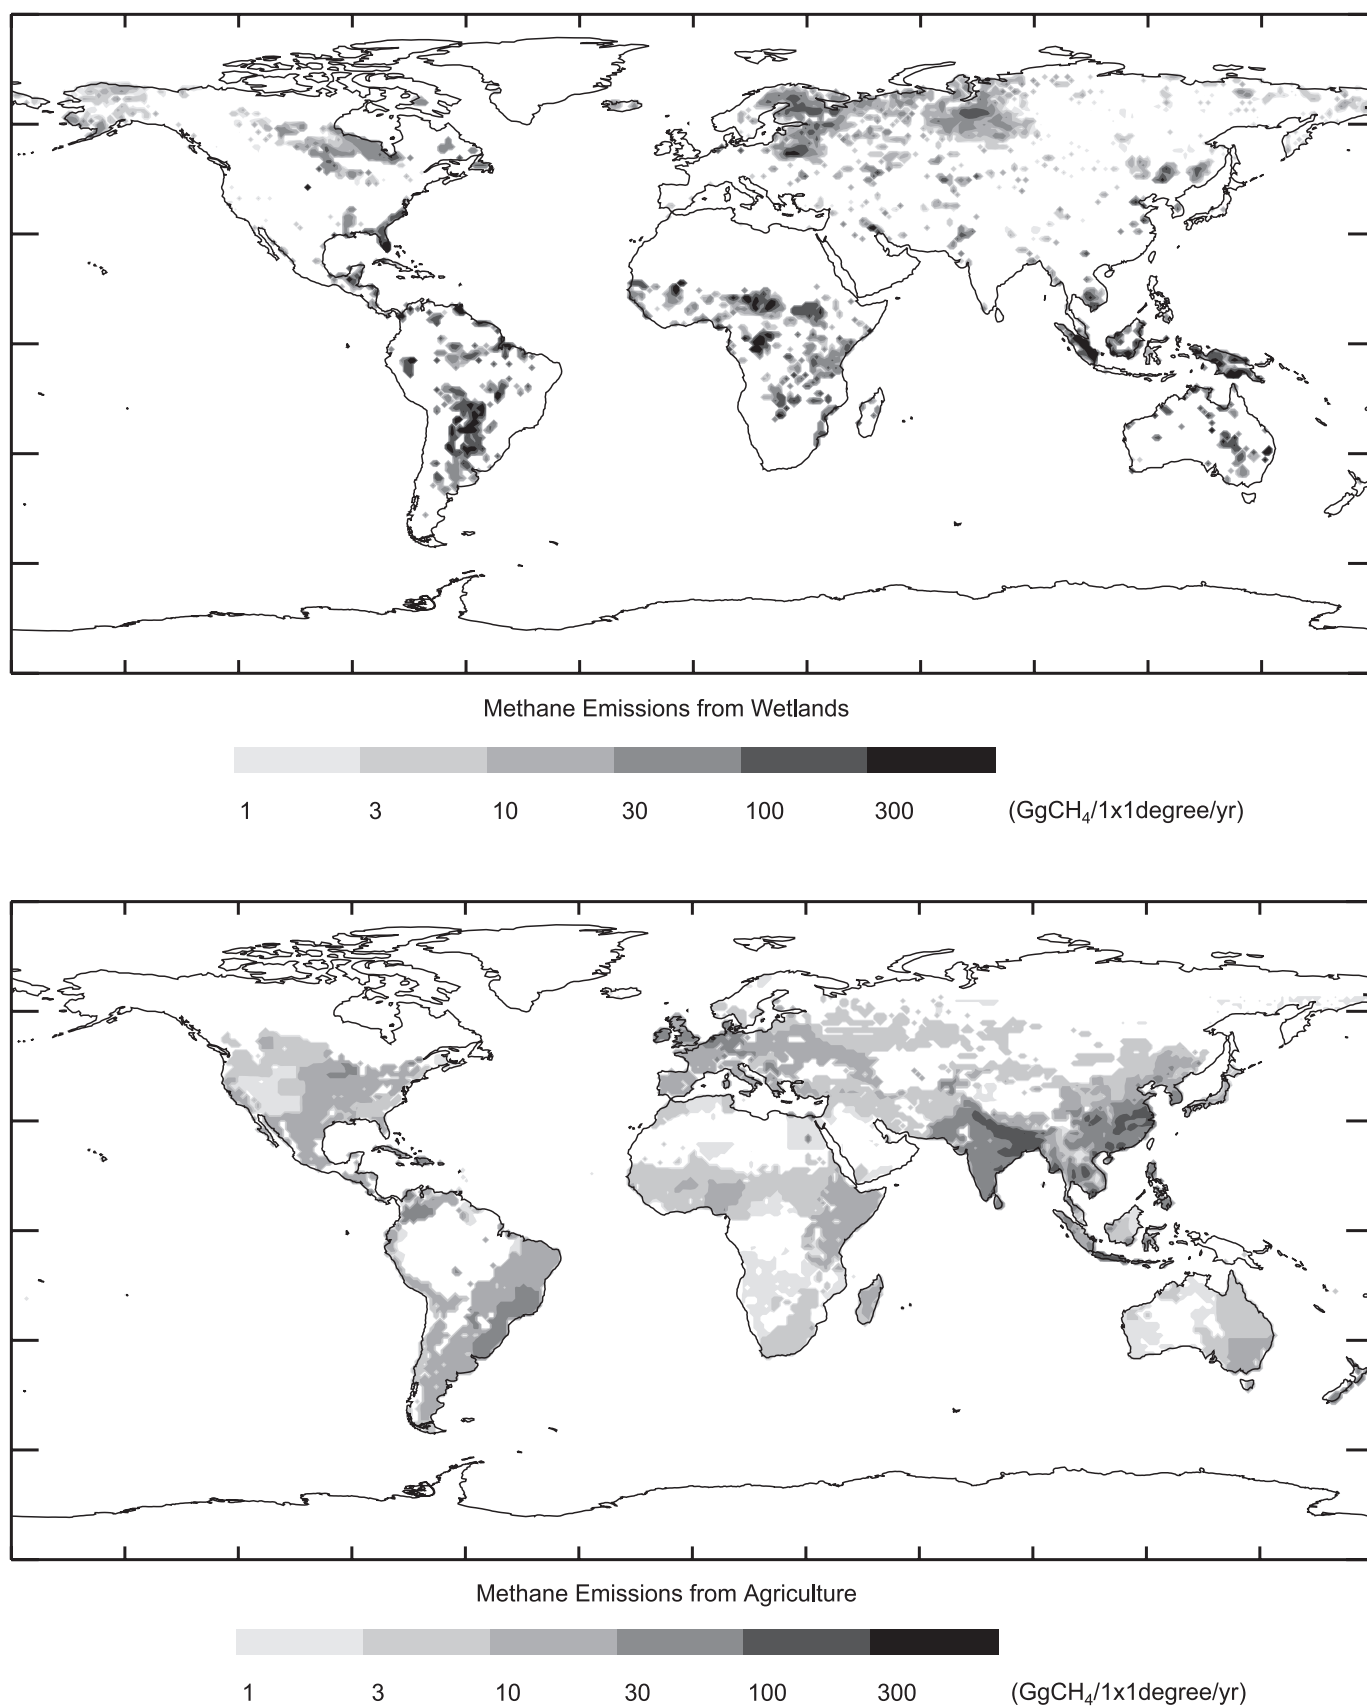 Methane Emissions from Wetlands
1 3 10 30 100 300 (GgCH₄/1x1degree/yr)
Methane Emissions from Agriculture
1 3 10 30 100 300 (GgCH₄/1x1degree/yr)